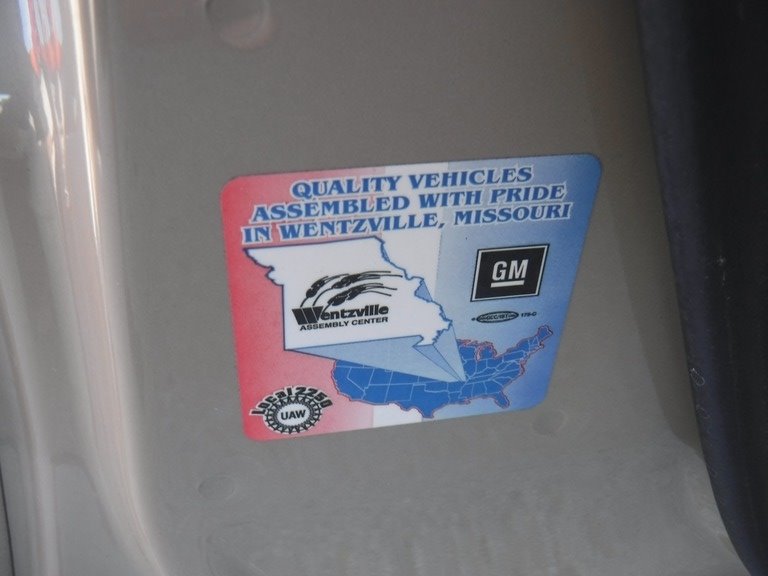 QUALITY VEHICLES
ASSEMBLED WITH PRIDE
IN WENTZVILLE, MISSOURI
GM
Wentzville
ASSEMBLY CENTER
Local 2250
UAW